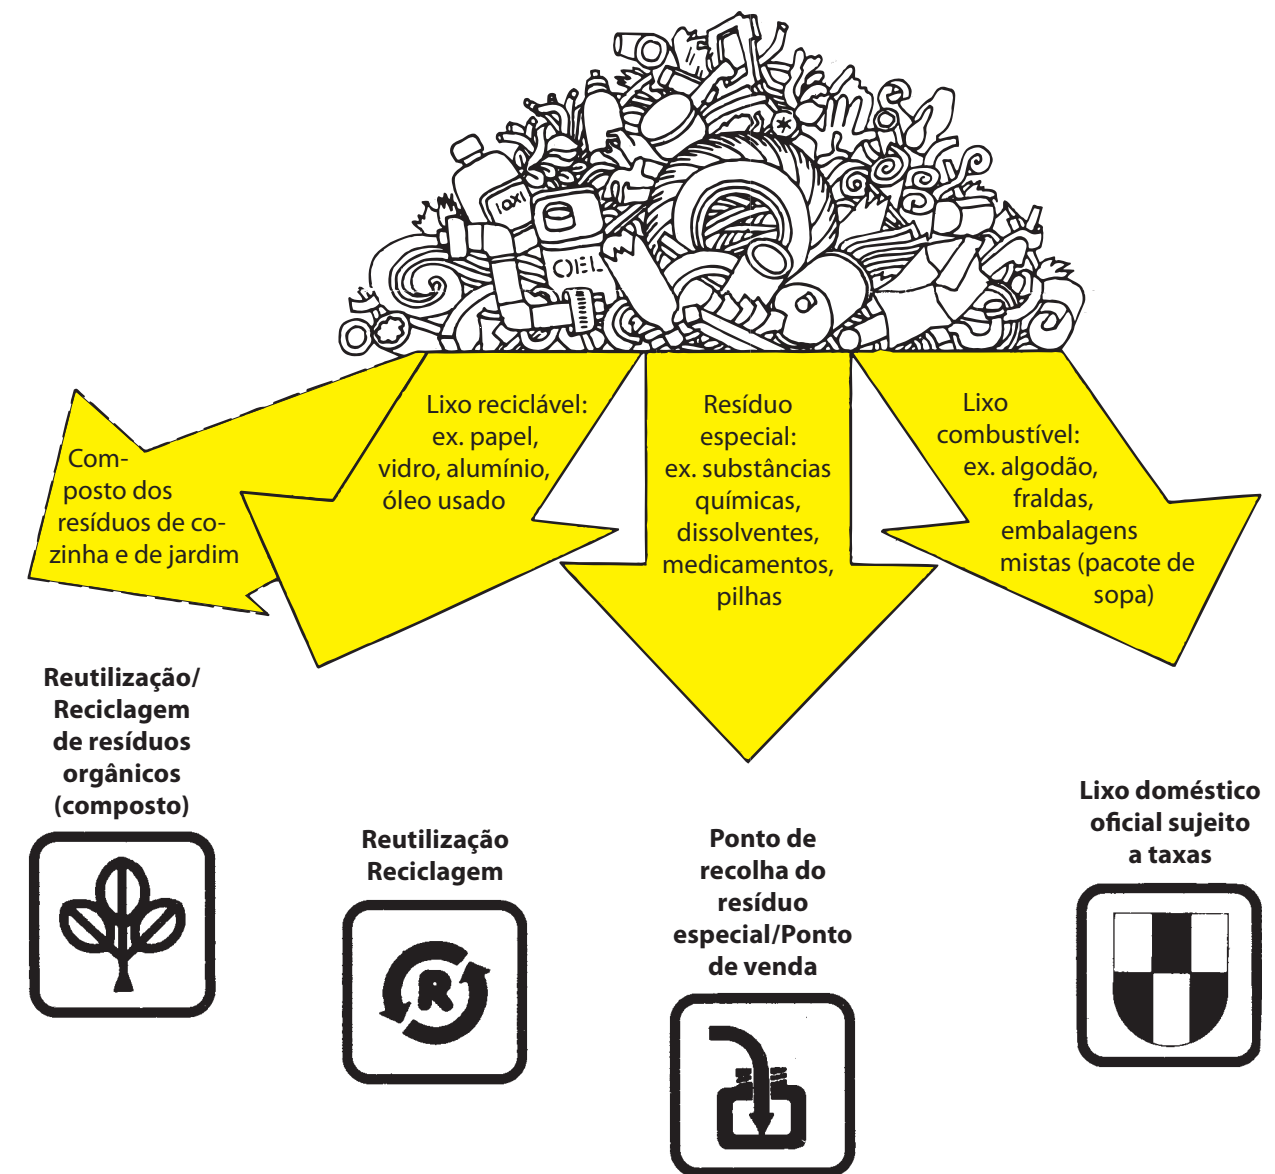 TAXI
OEL
Com-
posto dos
resíduos de co-
zinha e de jardim
Lixo reciclável:
ex. papel,
vidro, alumínio,
óleo usado
Resíduo
especial:
ex. substâncias
químicas,
dissolventes,
medicamentos,
pilhas
Lixo
combustível:
ex. algodão,
fraldas,
embalagens
mistas (pacote de
sopa)
Reutilização/
Reciclagem
de resíduos
orgânicos
(composto)
Reutilização
Reciclagem
R
Ponto de
recolha do
resíduo
especial/Ponto
de venda
Lixo doméstico
oficial sujeito
a taxas